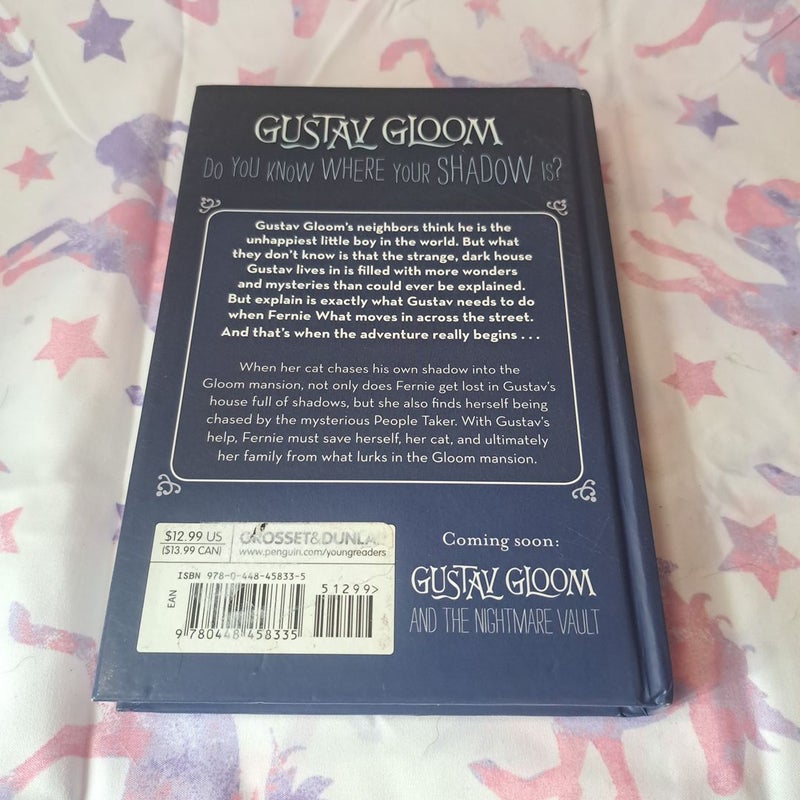 GUSTAV GLOOM
DO YOU KNOW WHERE YOUR SHADOW IS?
Gustav Gloom's neighbors think he is the
unhappiest little boy in the world. But what
they don't know is that the strange, dark house
Gustav lives in is filled with more wonders
and mysteries than could ever be explained.
But explain is exactly what Gustav needs to do
when Fernie What moves in across the street.
And that's when the adventure really begins . . .
When her cat chases his own shadow into the
Gloom mansion, not only does Fernie get lost in Gustav's
house full of shadows, but she also finds herself being
chased by the mysterious People Taker. With Gustav's
help, Fernie must save herself, her cat, and ultimately
her family from what lurks in the Gloom mansion.
$12.99 US
($13.99 CAN)
GROSSET&DUNLAP
www.penguin.com/youngreaders
ISBN 978-0-448-45833-5
51299>
EAN
9 780448 458335
Coming soon:
GUSTAV GLOOM
AND THE NIGHTMARE VAULT